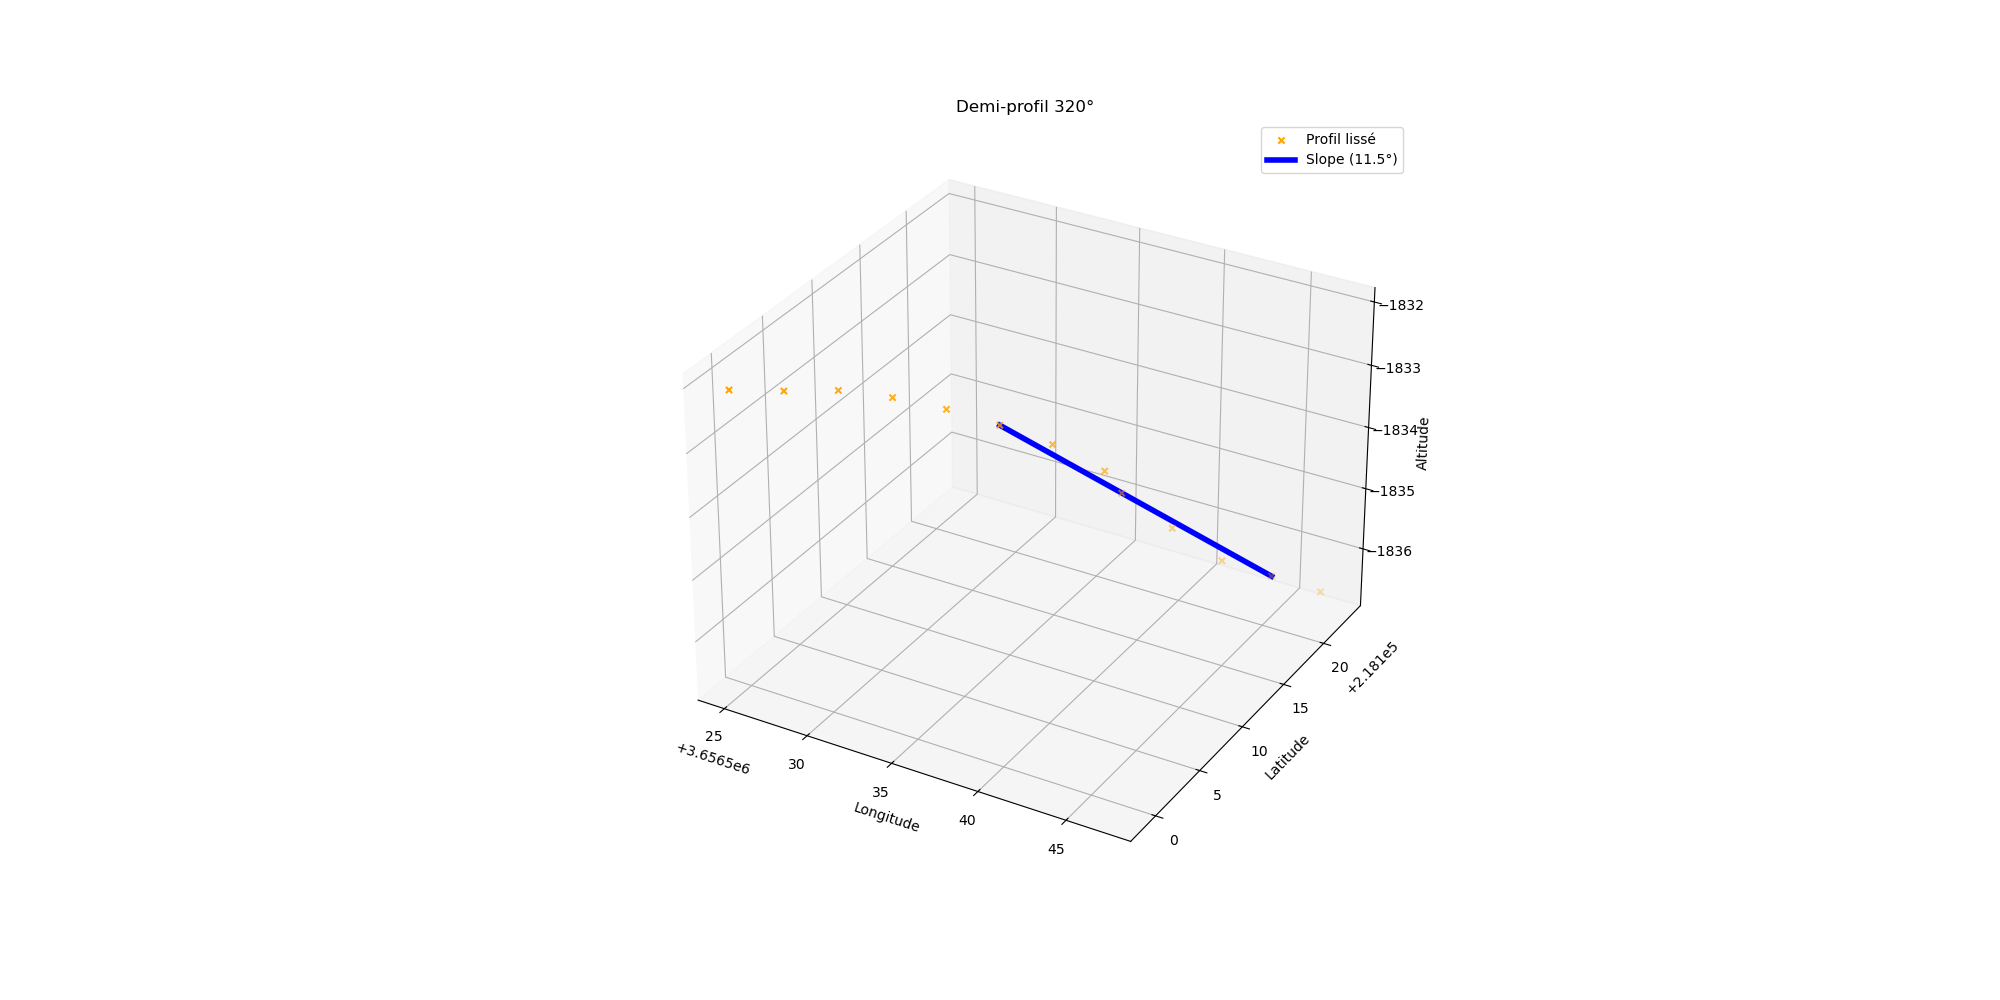 Demi-profil 320°
Profil lissé
Slope (11.5°)
−1832
−1833
−1834
−1835
−1836
Altitude
20
15
10
5
0
+2.181e5
Latitude
25
30
35
40
45
+3.6565e6
Longitude